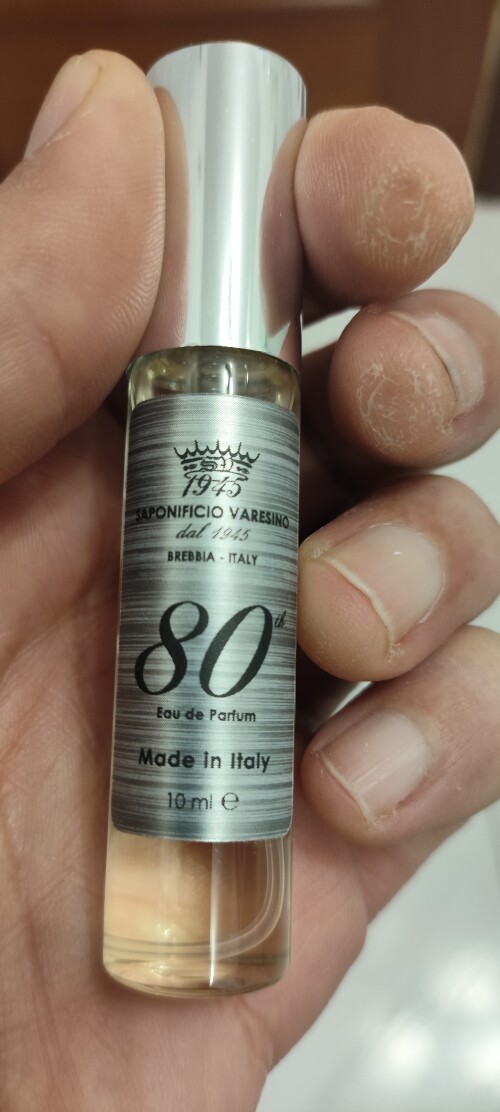 1945
SAPONIFICIO VARESINO
dal 1945
BREBBIA - ITALY
80th
Eau de Parfum
Made in Italy
10 ml ℮